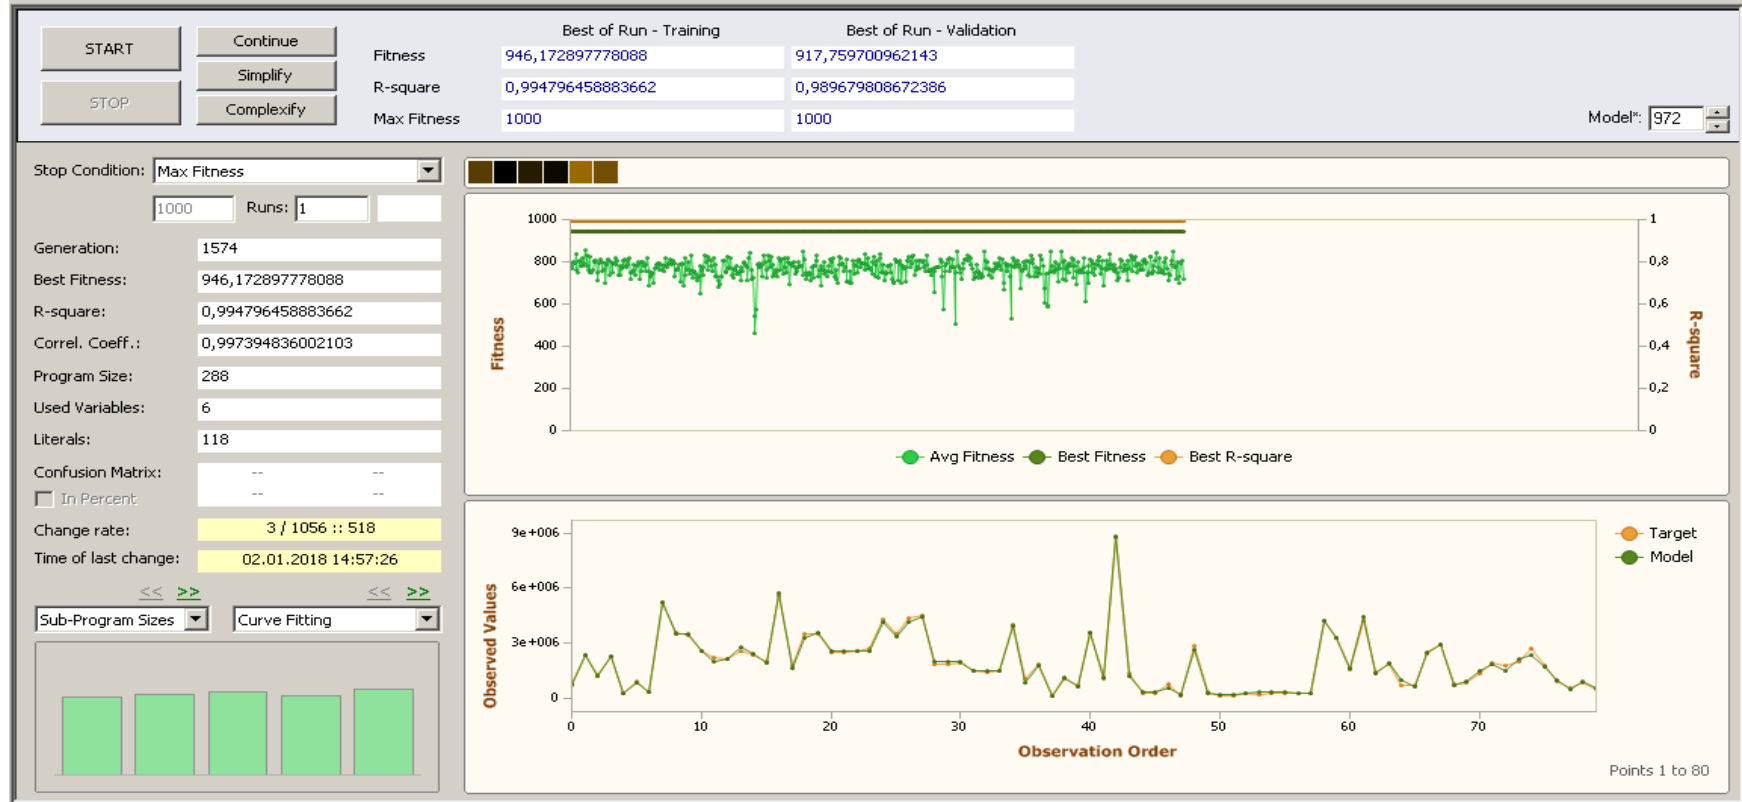 START
STOP
Continue
Simplify
Complexify
Best of Run - Training
Best of Run - Validation
Fitness
946,172897778088
917,759700962143
R-square
0,994796458883662
0,989679808672386
Max Fitness
1000
1000
Model*: 972
Stop Condition: Max Fitness
1000
Runs: 1
Generation: 1574
Best Fitness: 946,172897778088
R-square: 0,994796458883662
Correl. Coeff.: 0,997394836002103
Program Size: 288
Used Variables: 6
Literals: 118
Confusion Matrix: -- --
In Percent -- --
Change rate: 3 / 1056 :: 518
Time of last change: 02.01.2018 14:57:26
<< >> << >>
Sub-Program Sizes
Curve Fitting
1000
800
600
400
200
0
Fitness
1
0,8
0,6
0,4
0,2
0
R-square
Avg Fitness Best Fitness Best R-square
9e+006
6e+006
3e+006
0
Observed Values
0 10 20 30 40 50 60 70
Observation Order
Target
Model
Points 1 to 80